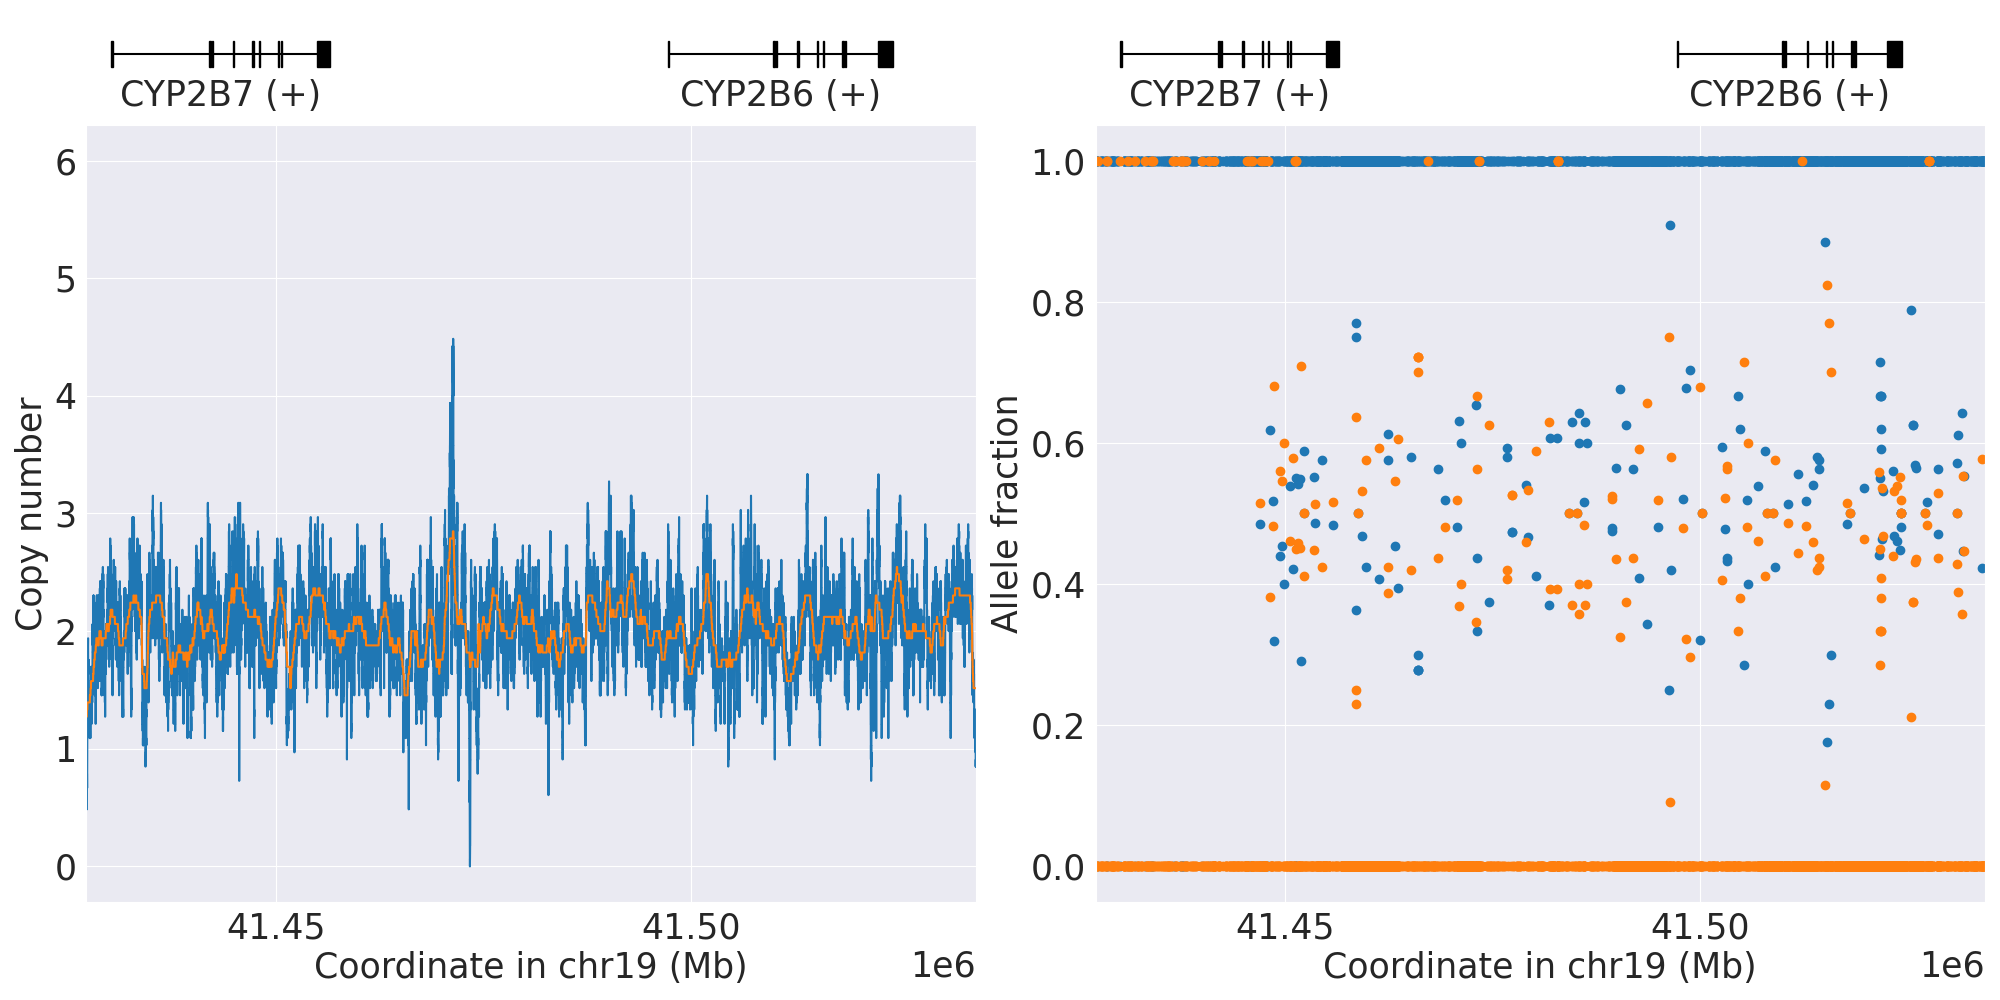 CYP2B7 (+)
CYP2B6 (+)
CYP2B7 (+)
CYP2B6 (+)
Copy number
6
5
4
3
2
1
0
41.45
41.50
Coordinate in chr19 (Mb)
1e6
Allele fraction
1.0
0.8
0.6
0.4
0.2
0.0
41.45
41.50
Coordinate in chr19 (Mb)
1e6